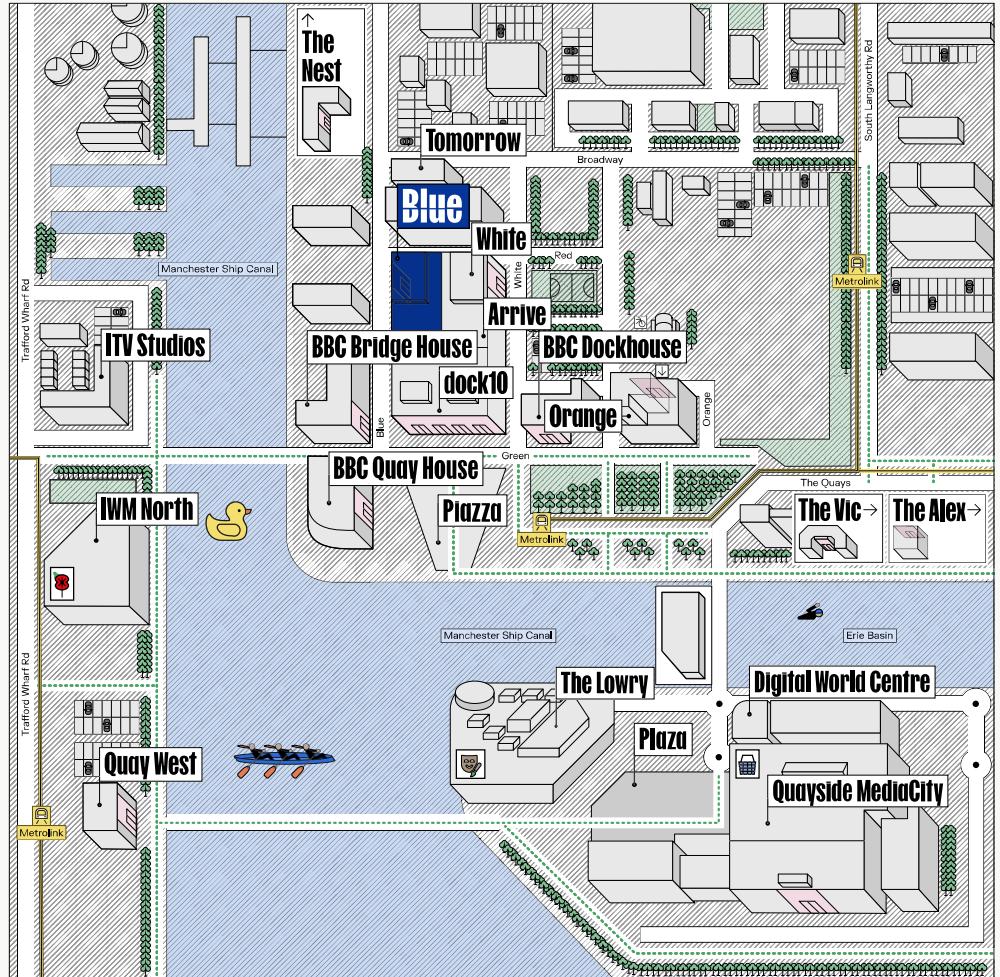 The
Nest
South Langworthy Rd
Tomorrow
Broadway
Blue
White
Red
White
Manchester Ship Canal
Metrolink
Trafford Wharf Rd
Arrive
ITV Studios
BBC Bridge House
BBC Dockhouse
dock10
Orange
Orange
Blue
Green
BBC Quay House
The Quays
IWM North
Piazza
The Vic
The Alex
Metrolink
Manchester Ship Canal
Erie Basin
Trafford Wharf Rd
The Lowry
Digital World Centre
Plaza
Quay West
Quayside MediaCity
Metrolink